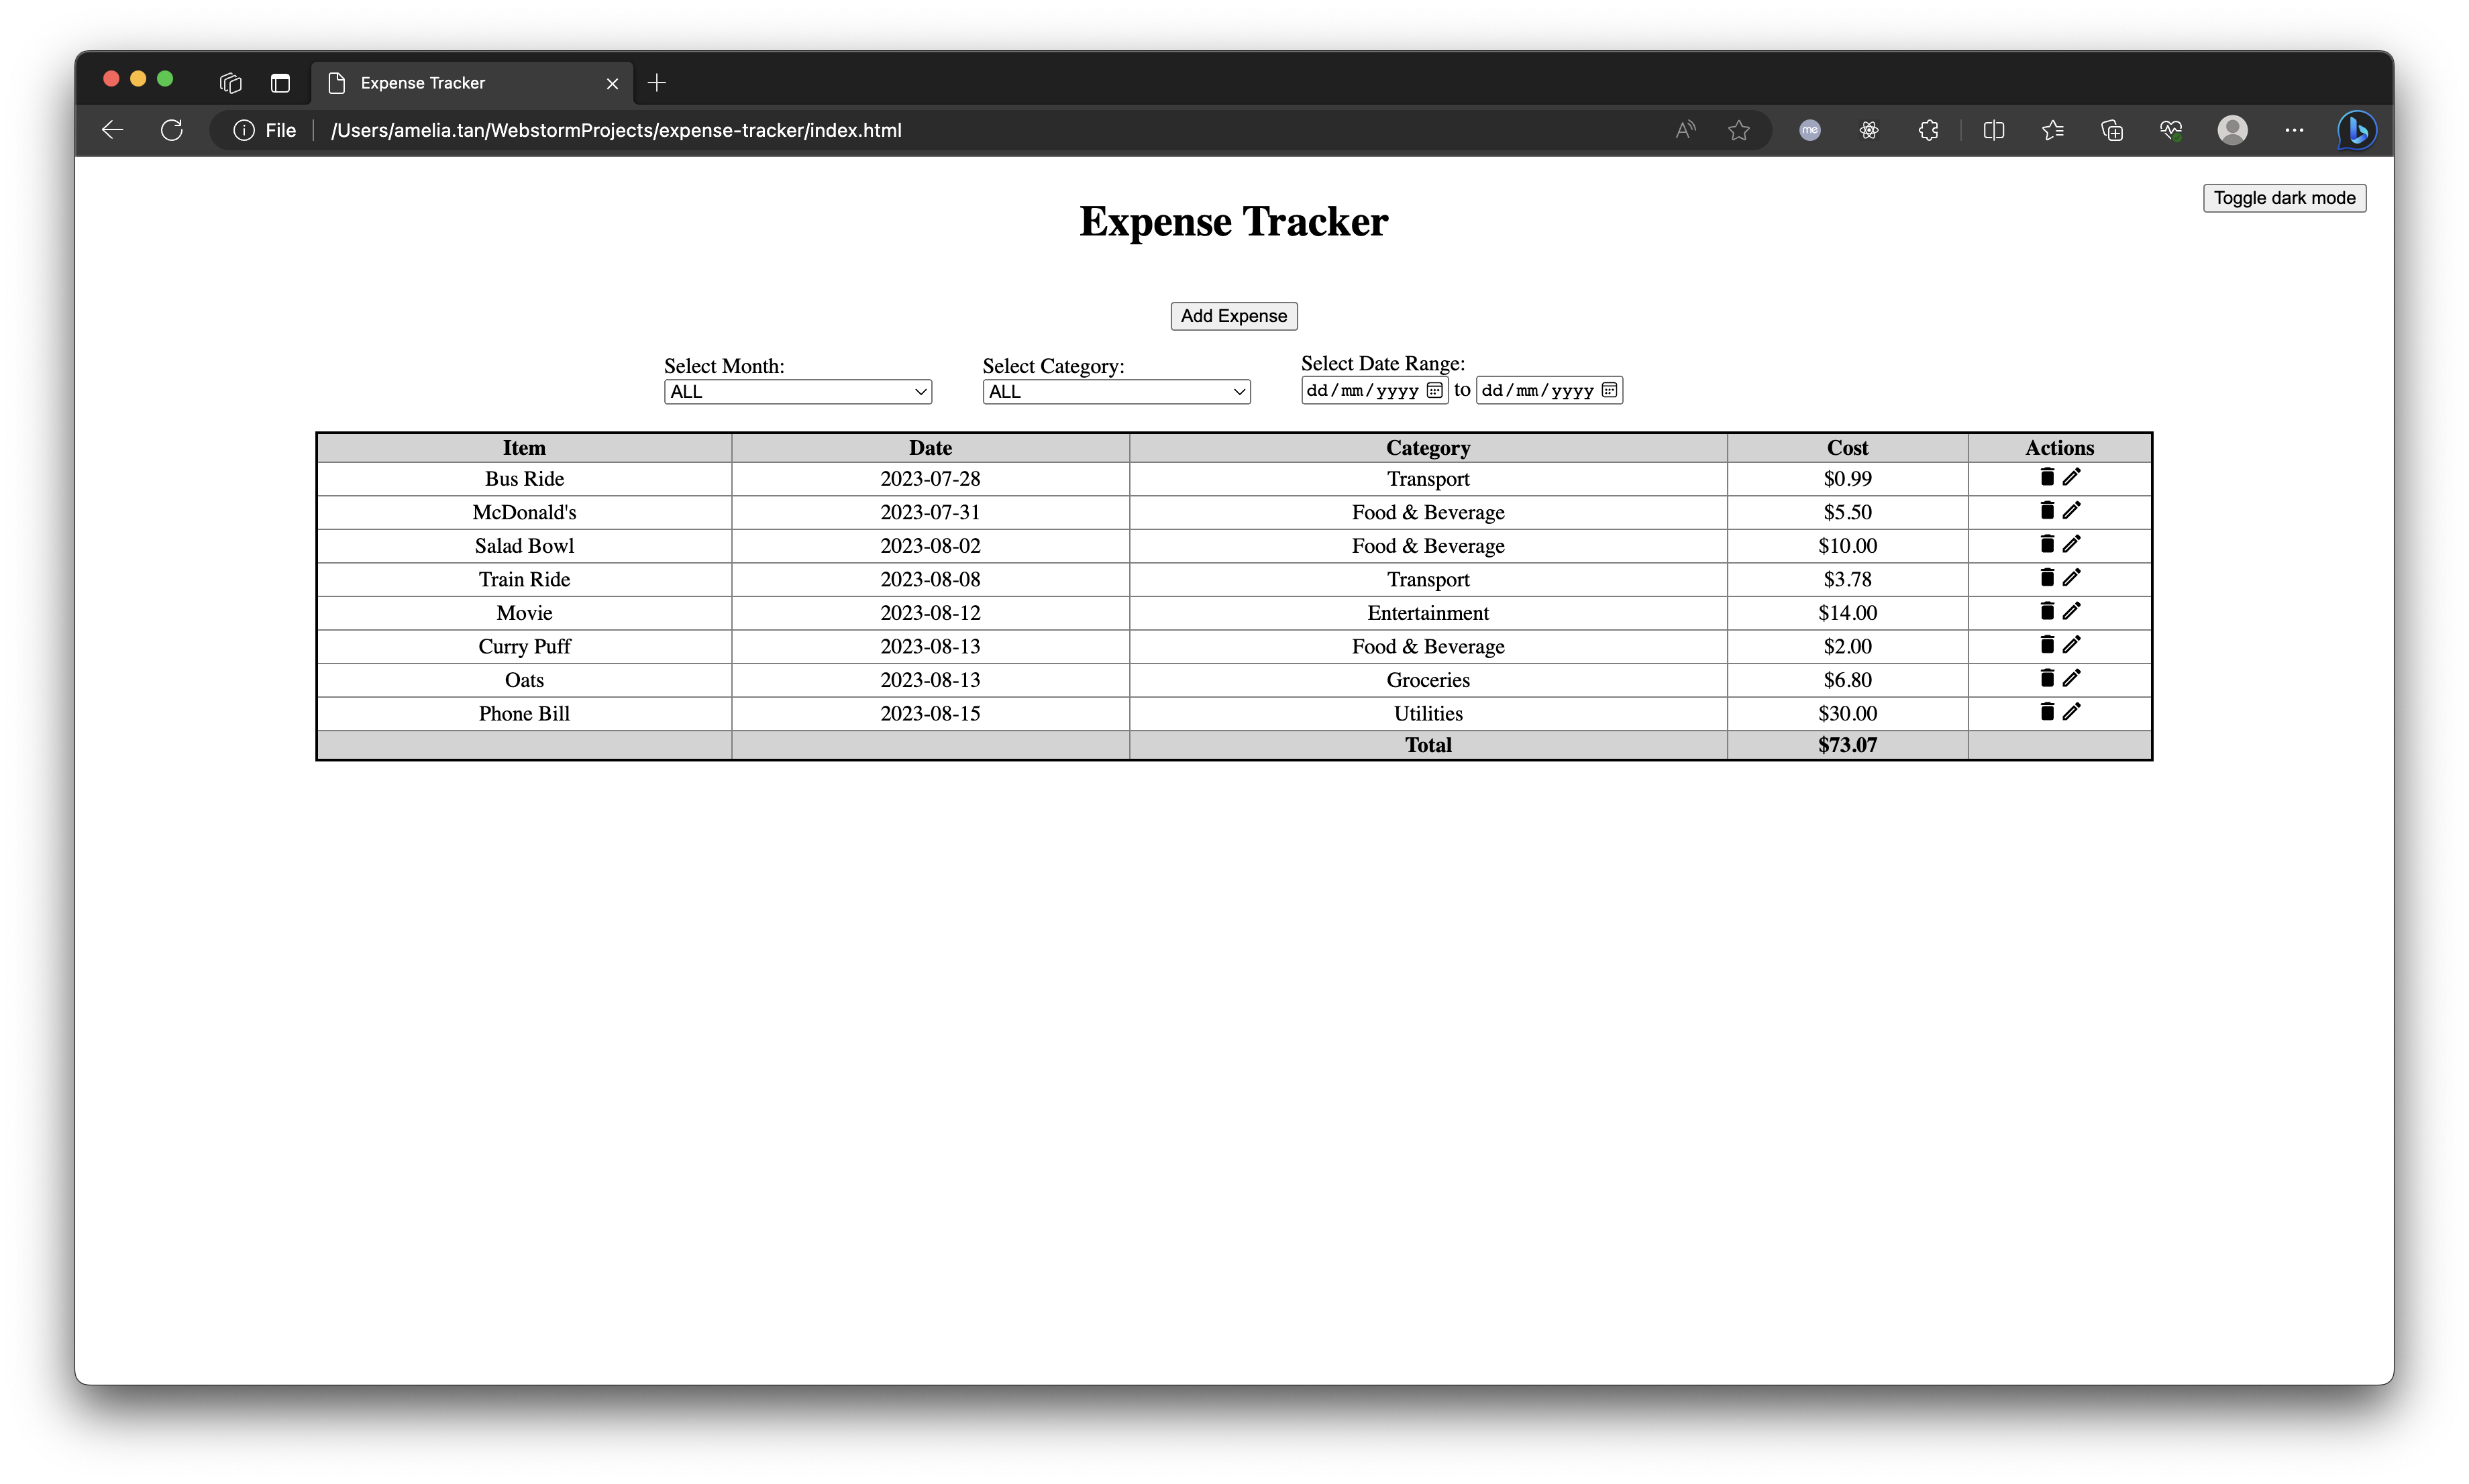 Expense Tracker
File /Users/amelia.tan/WebstormProjects/expense-tracker/index.html
me
Toggle dark mode
Expense Tracker
Add Expense
Select Month: Select Category: Select Date Range:
ALL ALL dd/mm/yyyy to dd/mm/yyyy
Item Date Category Cost Actions
Bus Ride 2023-07-28 Transport $0.99
McDonald's 2023-07-31 Food & Beverage $5.50
Salad Bowl 2023-08-02 Food & Beverage $10.00
Train Ride 2023-08-08 Transport $3.78
Movie 2023-08-12 Entertainment $14.00
Curry Puff 2023-08-13 Food & Beverage $2.00
Oats 2023-08-13 Groceries $6.80
Phone Bill 2023-08-15 Utilities $30.00
Total $73.07